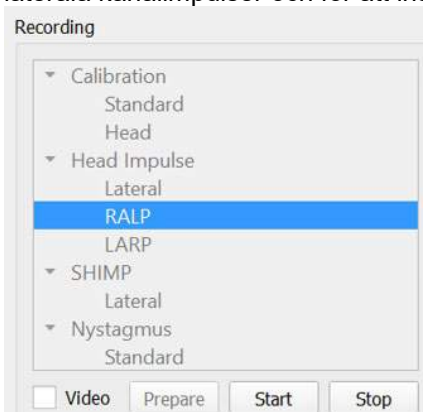 Recording
Calibration
Standard
Head
Head Impulse
Lateral
RALP
LARP
SHIMP
Lateral
Nystagmus
Standard
Video Prepare Start Stop